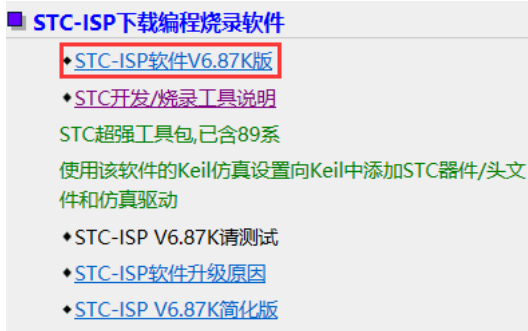 STC-ISP下载编程烧录软件
STC-ISP软件V6.87K版
STC开发/烧录工具说明
STC超强工具包,已含89系
使用该软件的Keil仿真设置向Keil中添加STC器件/头文
件和仿真驱动
STC-ISP V6.87K请测试
STC-ISP软件升级原因
STC-ISP V6.87K简化版